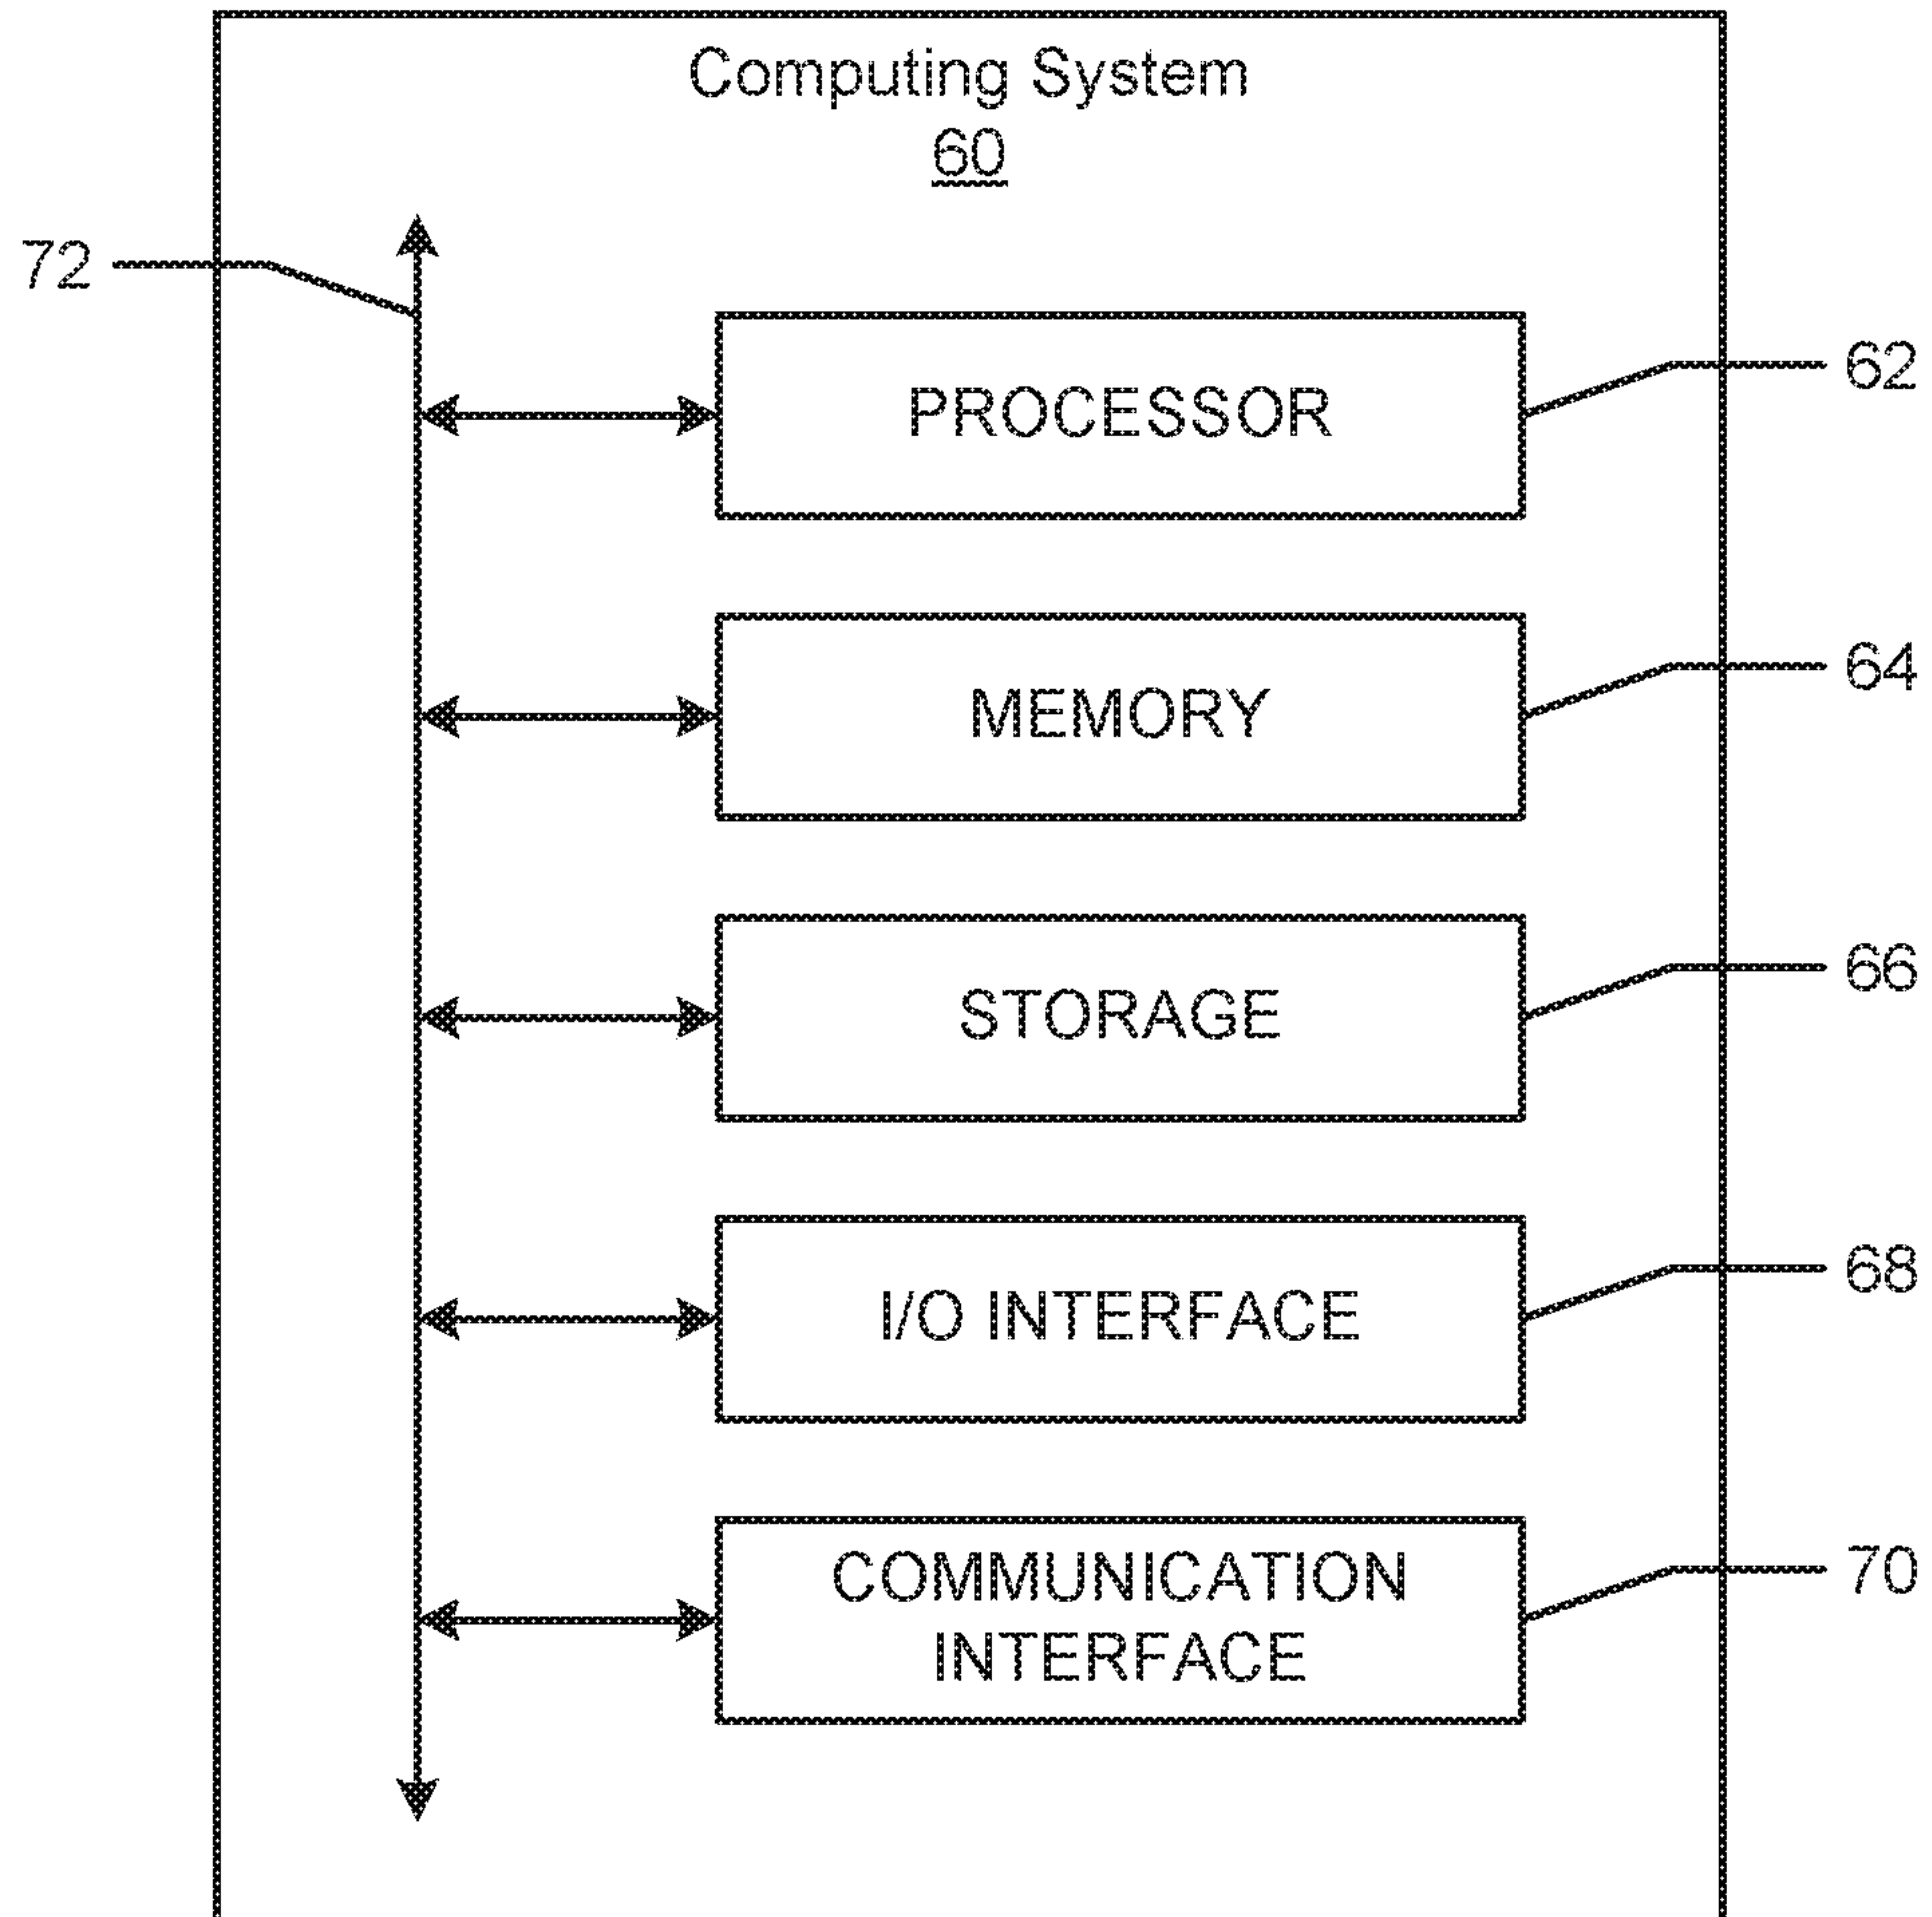 Computing System
60
72
PROCESSOR
62
MEMORY
64
STORAGE
66
I/O INTERFACE
68
COMMUNICATION
INTERFACE
70